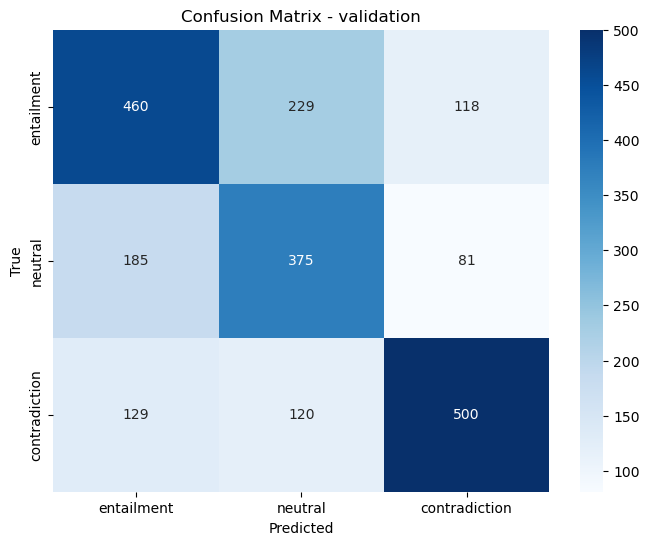 Confusion Matrix - validation
entailment 460 229 118
neutral 185 375 81
contradiction 129 120 500
True
entailment neutral contradiction
Predicted
500
450
400
350
300
250
200
150
100